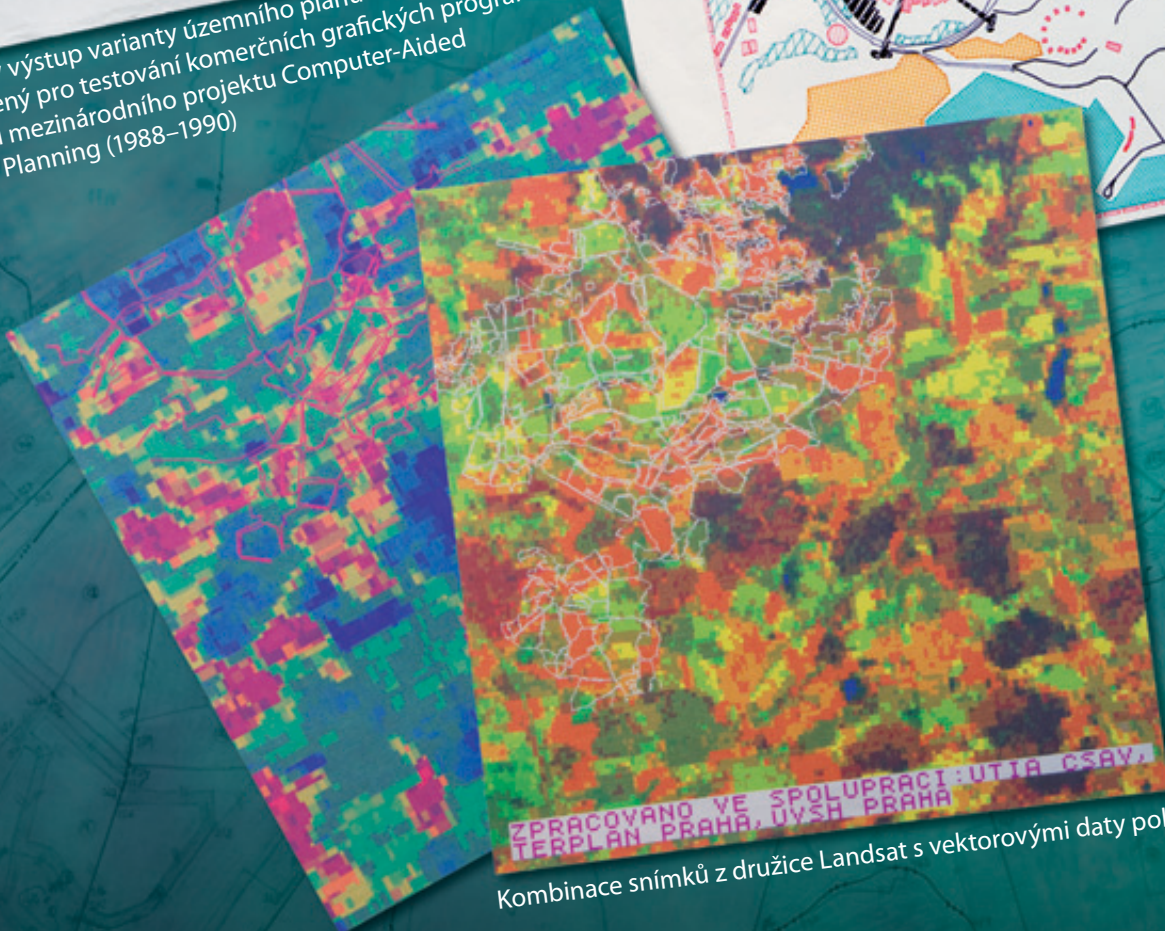 výstup varianty územního plánu
ený pro testování komerčních grafických progra
mezinárodního projektu Computer-Aided
Planning (1988–1990)
ZPRACOVANO VE SPOLUPRACI:UTIA CSAV,
TERPLAN PRAHA,UVSH PRAHA
Kombinace snímků z družice Landsat s vektorovými daty pol